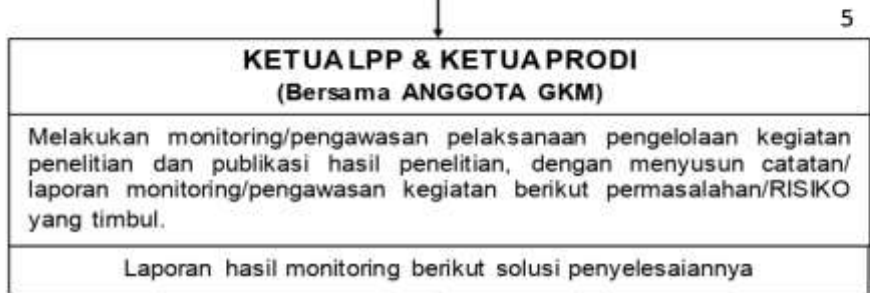 5
KETUA LPP & KETUA PRODI
(Bersama ANGGOTA GKM)
Melakukan monitoring/pengawasan pelaksanaan pengelolaan kegiatan
penelitian dan publikasi hasil penelitian, dengan menyusun catatan/
laporan monitoring/pengawasan kegiatan berikut permasalahan/RISIKO
yang timbul.
Laporan hasil monitoring berikut solusi penyelesaiannya